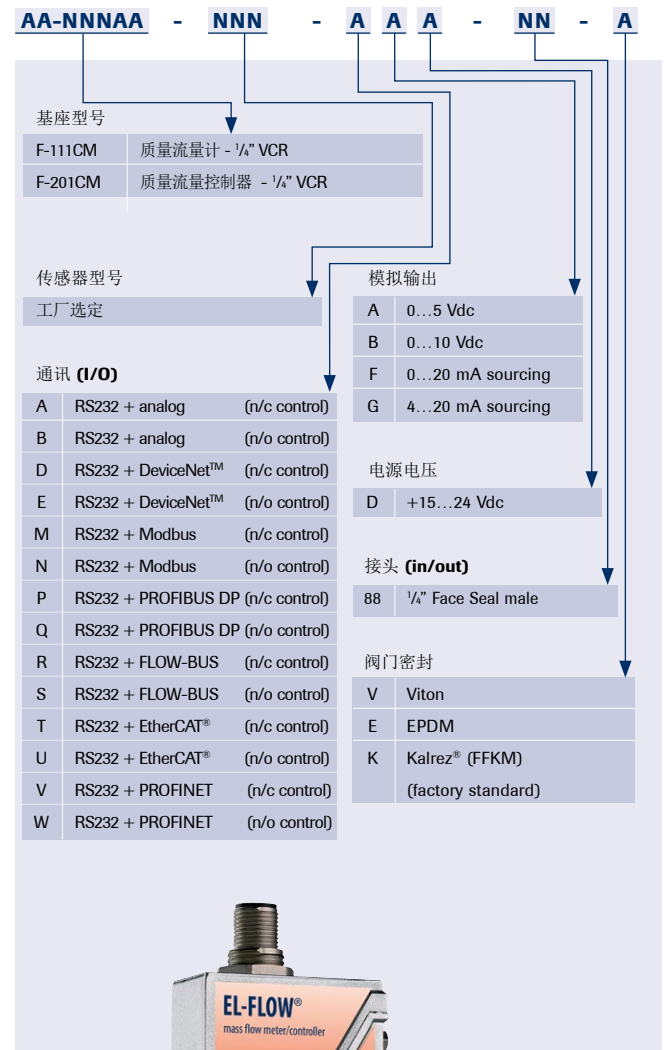 AA-NNNAA - NNN - A A A - NN - A
基座型号
F-111CM 质量流量计 - 1/4” VCR
F-201CM 质量流量控制器 - 1/4” VCR
传感器型号
工厂选定
通讯 (I/O)
A RS232 + analog (n/c control)
B RS232 + analog (n/o control)
D RS232 + DeviceNet™ (n/c control)
E RS232 + DeviceNet™ (n/o control)
M RS232 + Modbus (n/c control)
N RS232 + Modbus (n/o control)
P RS232 + PROFIBUS DP (n/c control)
Q RS232 + PROFIBUS DP (n/o control)
R RS232 + FLOW-BUS (n/c control)
S RS232 + FLOW-BUS (n/o control)
T RS232 + EtherCAT® (n/c control)
U RS232 + EtherCAT® (n/o control)
V RS232 + PROFINET (n/c control)
W RS232 + PROFINET (n/o control)
模拟输出
A 0...5 Vdc
B 0...10 Vdc
F 0...20 mA sourcing
G 4...20 mA sourcing
电源电压
D +15...24 Vdc
接头 (in/out)
88 1/4” Face Seal male
阀门密封
V Viton
E EPDM
K Kalrez® (FFKM)
(factory standard)
EL-FLOW®
mass flow meter/controller